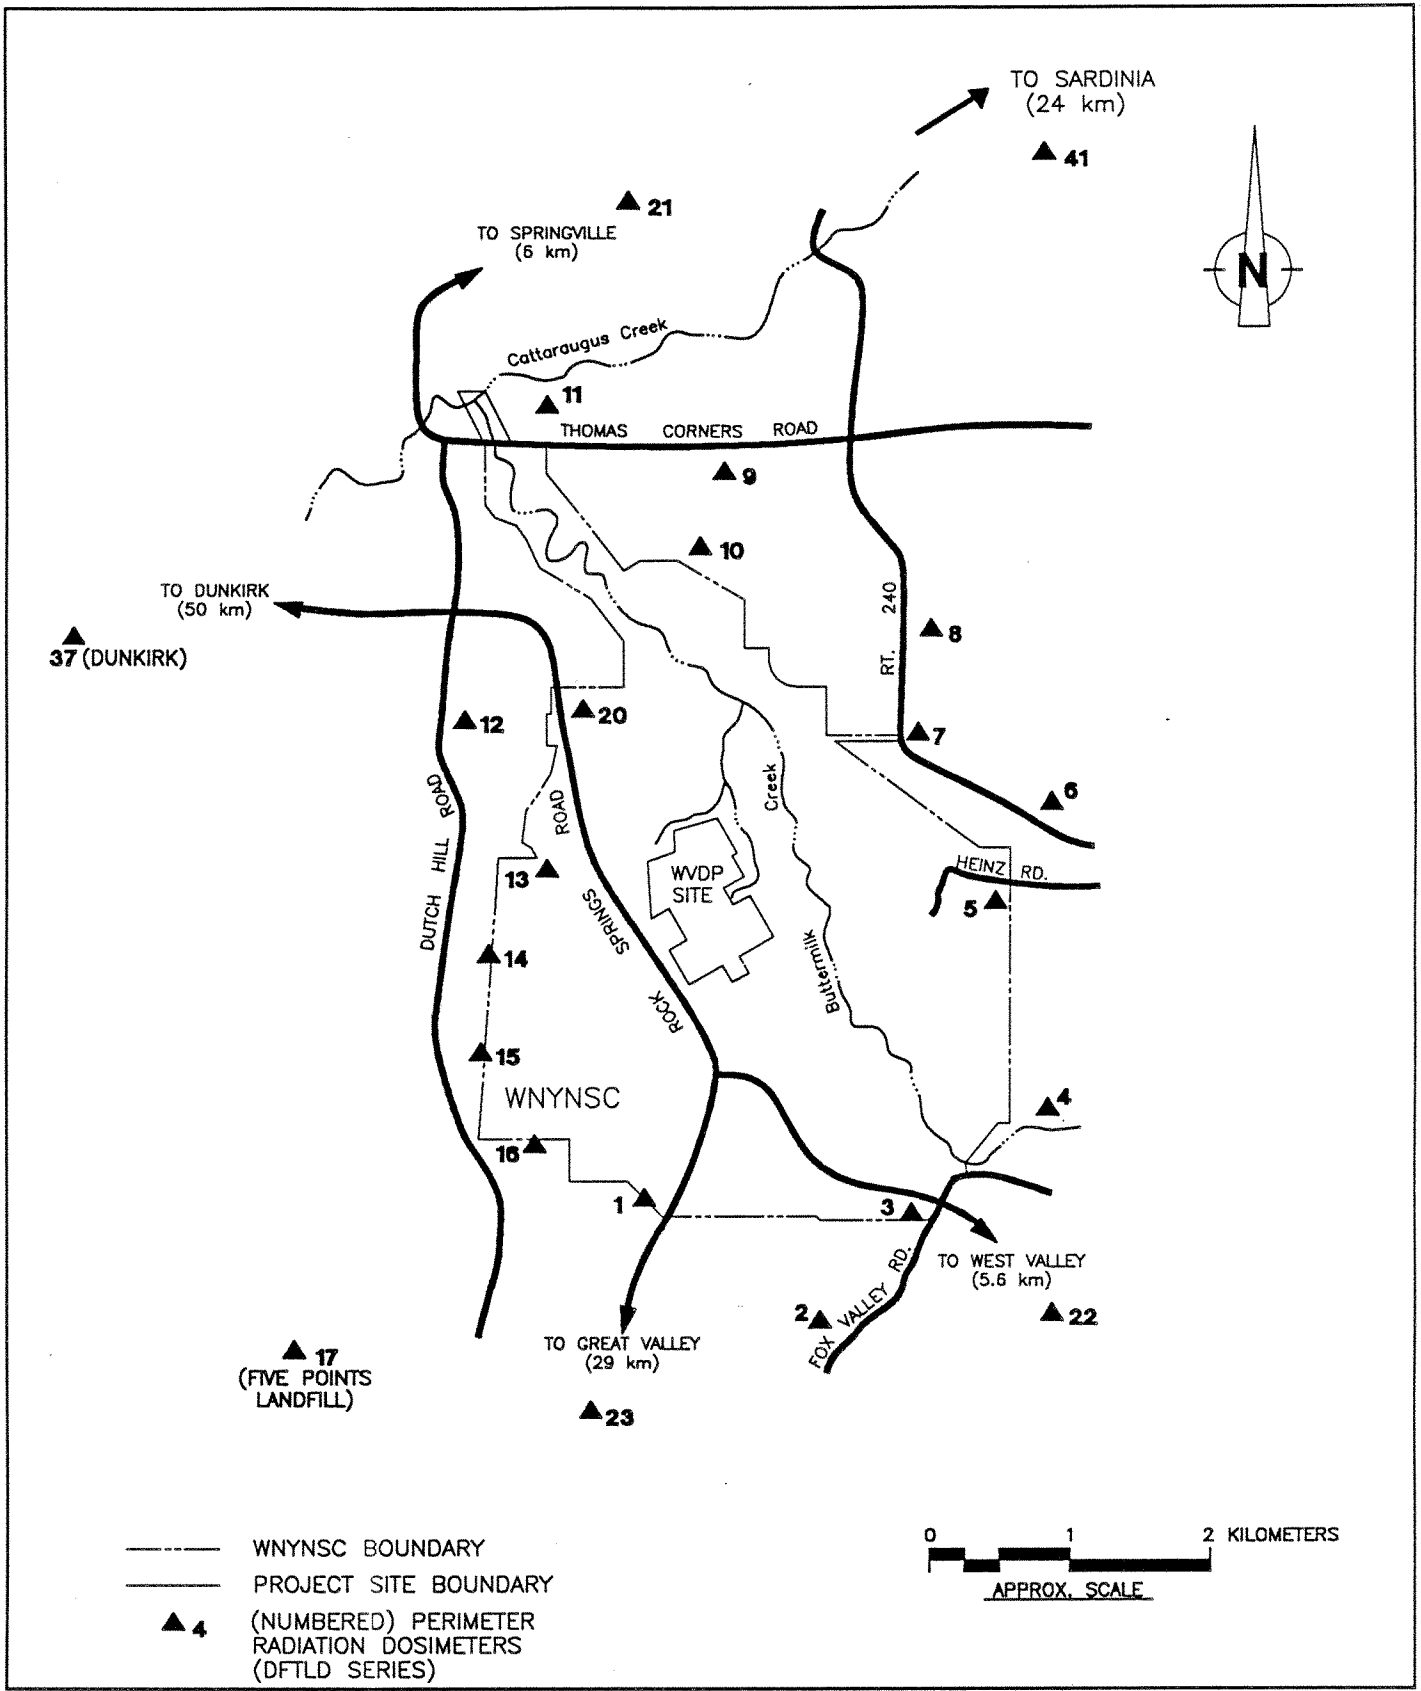 TO SARDINIA
(24 km)
41
21
TO SPRINGVILLE
(6 km)
N
Cattaraugus Creek
11
THOMAS CORNERS ROAD
9
10
TO DUNKIRK
(50 km)
RT. 240
8
37 (DUNKIRK)
12
20
7
6
DUTCH HILL ROAD
ROCK SPRINGS ROAD
Buttermilk Creek
WVDP
SITE
HEINZ RD.
13
5
14
15
WNYNSC
4
16
1
3
TO WEST VALLEY
(5.6 km)
FOX VALLEY RD.
2
22
TO GREAT VALLEY
(29 km)
17
(FIVE POINTS
LANDFILL)
23
0 1 2 KILOMETERS
APPROX. SCALE
WNYNSC BOUNDARY
PROJECT SITE BOUNDARY
4 (NUMBERED) PERIMETER
RADIATION DOSIMETERS
(DFTLD SERIES)